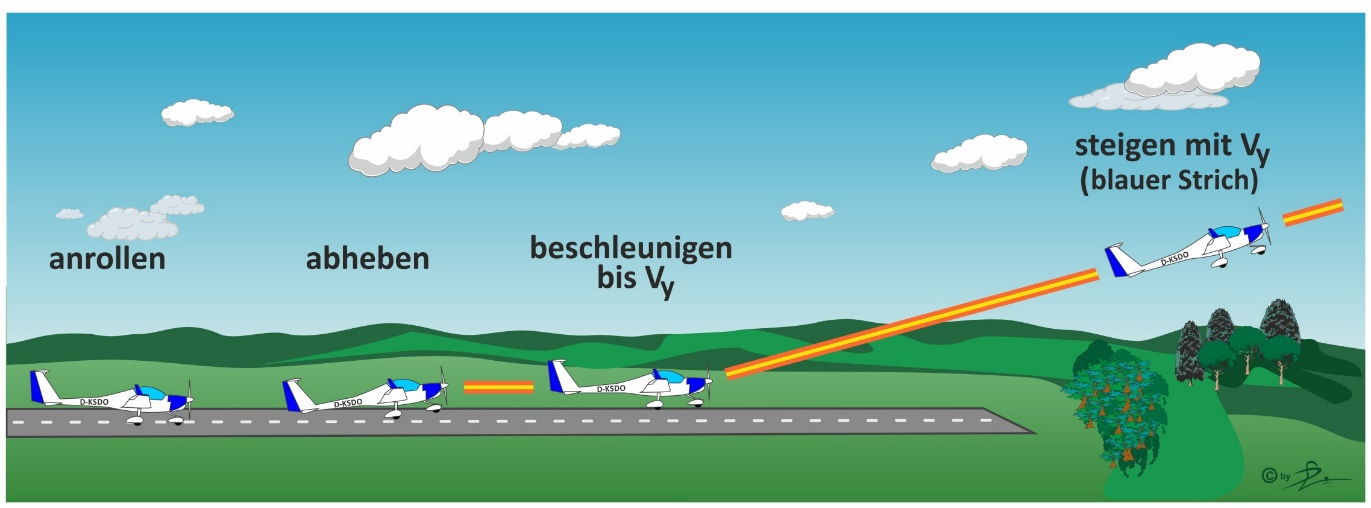 steigen mit Vy
(blauer Strich)
anrollen
abheben
beschleunigen
bis Vy
D-KSDO
D-KSDO
D-KSDO
D-KSDO
© by